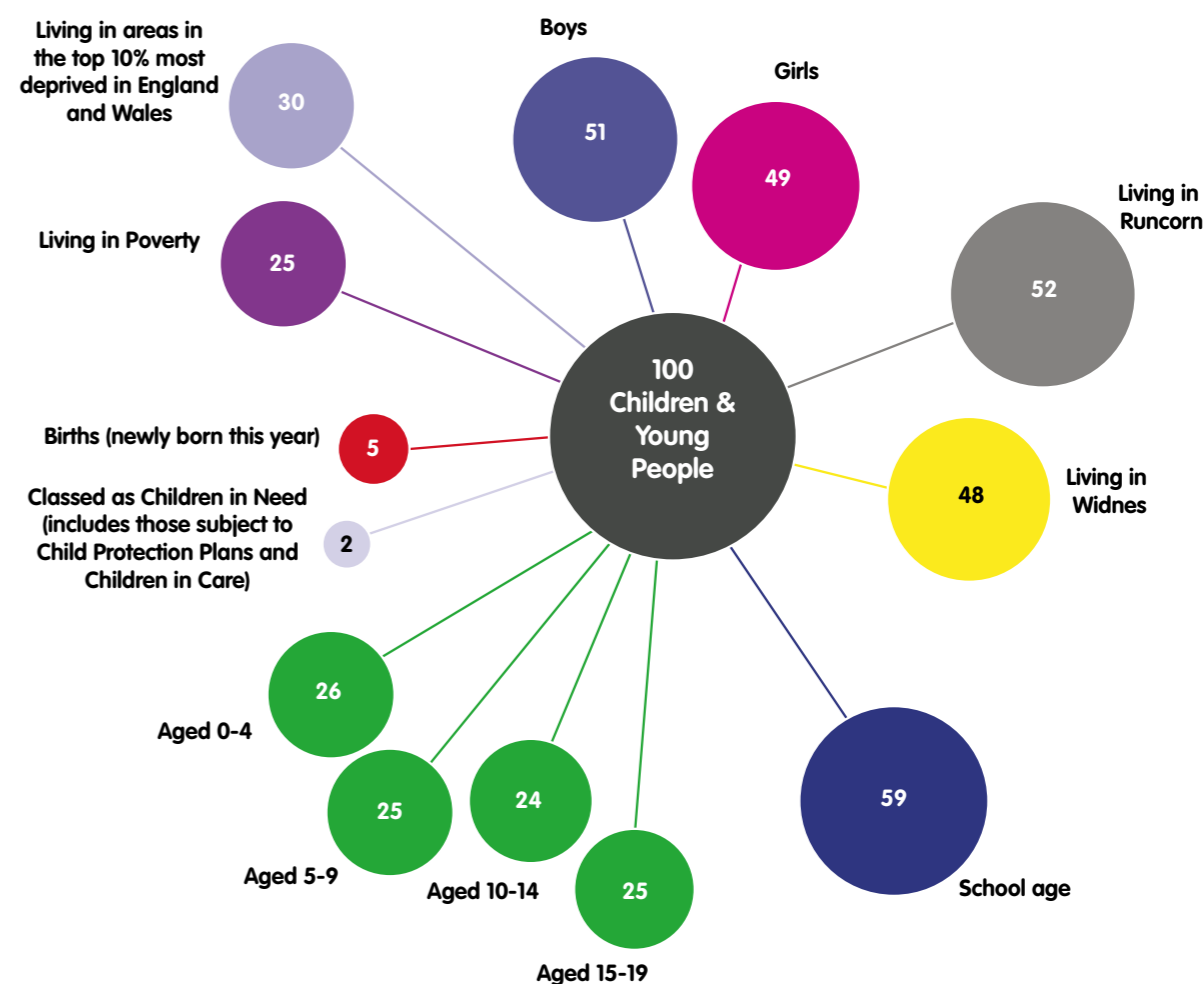 Living in areas in
the top 10% most
deprived in England
and Wales
30
Boys
51
Girls
49
Living in
Runcorn
52
Living in Poverty
25
100
Children &
Young
People
Births (newly born this year)
5
Living in
Widnes
48
Classed as Children in Need
(includes those subject to
Child Protection Plans and
Children in Care)
2
26
Aged 0-4
25
Aged 5-9
24
Aged 10-14
25
Aged 15-19
59
School age